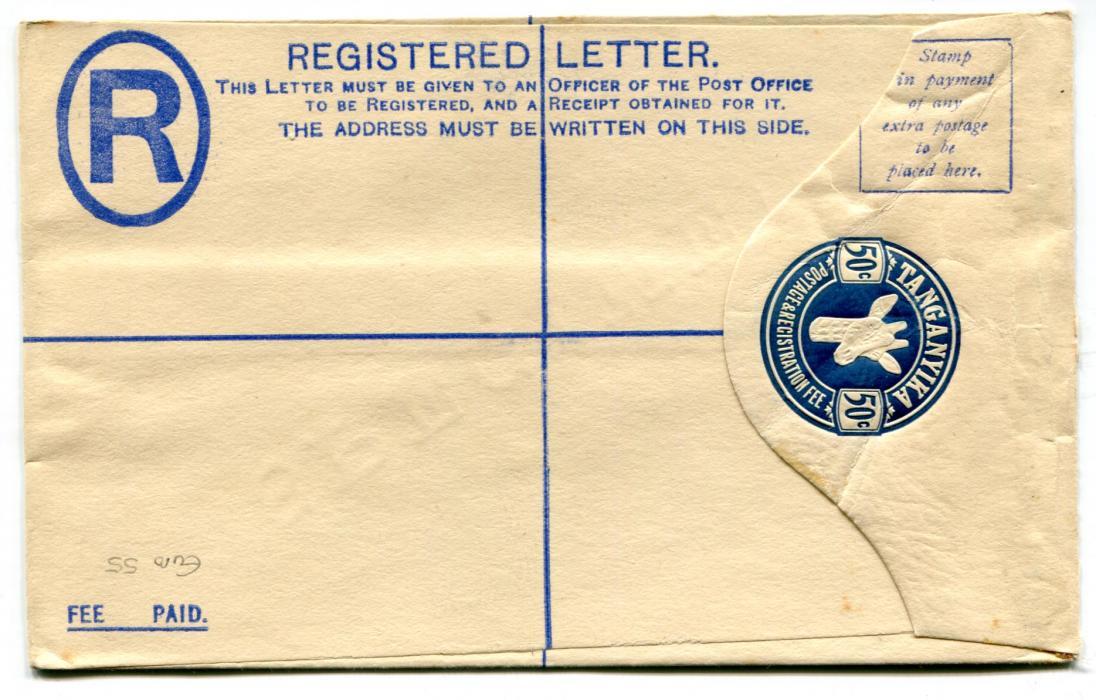 R
REGISTERED LETTER.
THIS LETTER MUST BE GIVEN TO AN OFFICER OF THE POST OFFICE
TO BE REGISTERED, AND A RECEIPT OBTAINED FOR IT.
THE ADDRESS MUST BE WRITTEN ON THIS SIDE.
Stamp
in payment
of any
extra postage
to be
placed here.
50c
TANGANYIKA
POSTAGE & REGISTRATION FEE
50c
Euro 55
FEE PAID.